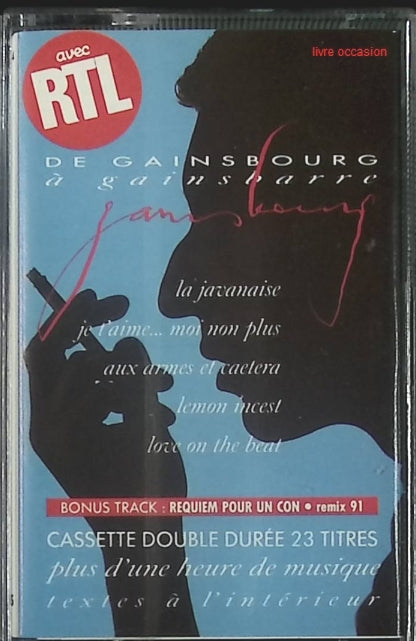 livre occasion
avec
RTL
DE GAINSBOURG
à gainsbarre
gainsbourg
la javanaise
je t'aime... moi non plus
aux armes et caetera
lemon incest
love on the beat
BONUS TRACK : REQUIEM POUR UN CON • remix 91
CASSETTE DOUBLE DURÉE 23 TITRES
plus d'une heure de musique
textes à l'intérieur